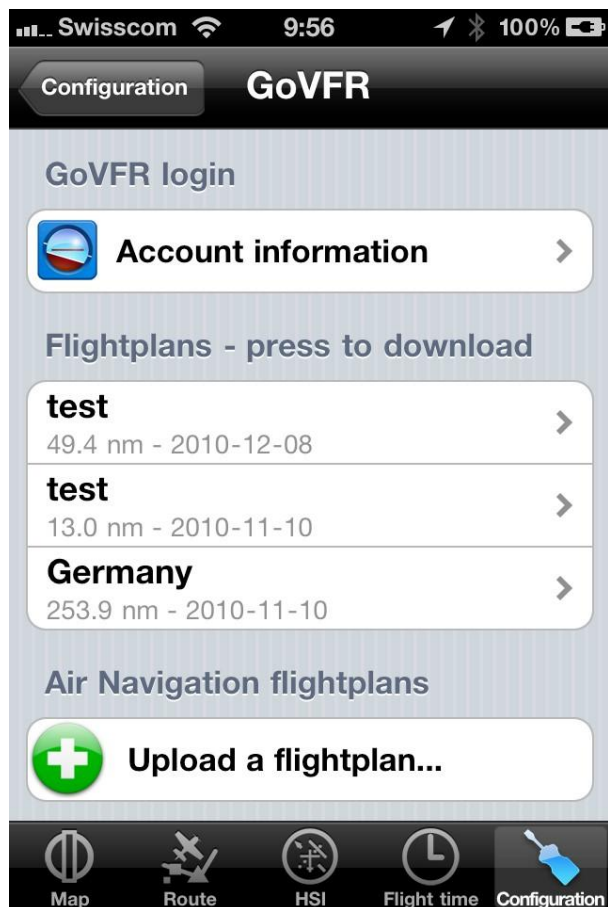 Swisscom 9:56 100%
Configuration GoVFR
GoVFR login
Account information
Flightplans - press to download
test
49.4 nm - 2010-12-08
test
13.0 nm - 2010-11-10
Germany
253.9 nm - 2010-11-10
Air Navigation flightplans
Upload a flightplan...
Map Route HSI Flight time Configuration